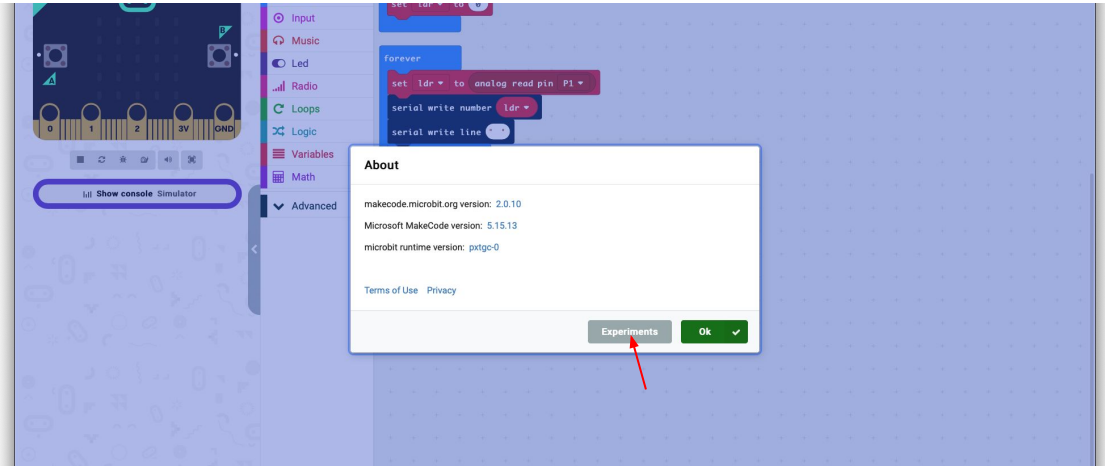 set ldr to 0
Input
B
Music
Led
forever
Radio
set ldr to analog read pin P1
A
Loops
serial write number ldr
0 1 2 3V GND
Logic
serial write line
Variables
Math
Show console Simulator
Advanced
About
makecode.microbit.org version: 2.0.10
Microsoft MakeCode version: 5.15.13
microbit runtime version: pxtgc-0
Terms of Use Privacy
Experiments Ok